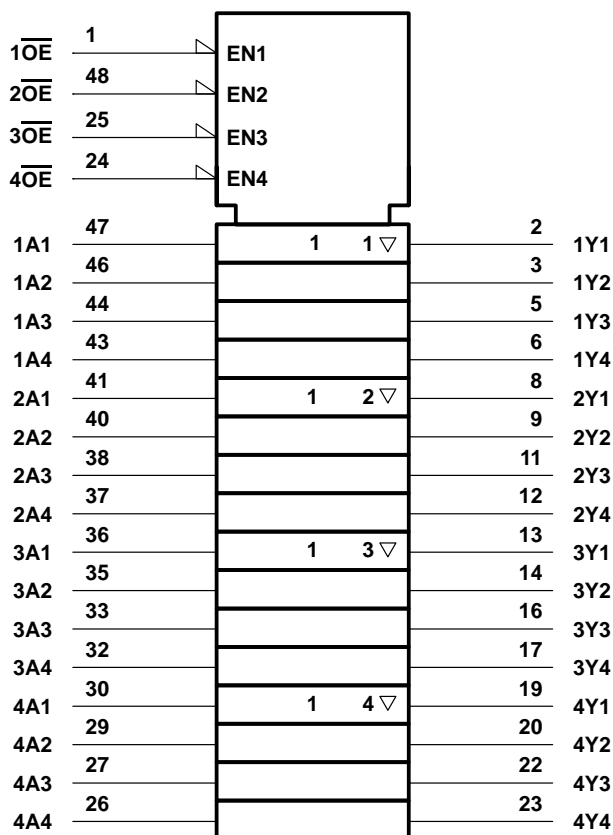 1O̅E̅ 1 EN1
2O̅E̅ 48 EN2
3O̅E̅ 25 EN3
4O̅E̅ 24 EN4
1A1 47 1 1 ▽ 2 1Y1
1A2 46 3 1Y2
1A3 44 5 1Y3
1A4 43 6 1Y4
2A1 41 1 2 ▽ 8 2Y1
2A2 40 9 2Y2
2A3 38 11 2Y3
2A4 37 12 2Y4
3A1 36 1 3 ▽ 13 3Y1
3A2 35 14 3Y2
3A3 33 16 3Y3
3A4 32 17 3Y4
4A1 30 1 4 ▽ 19 4Y1
4A2 29 20 4Y2
4A3 27 22 4Y3
4A4 26 23 4Y4